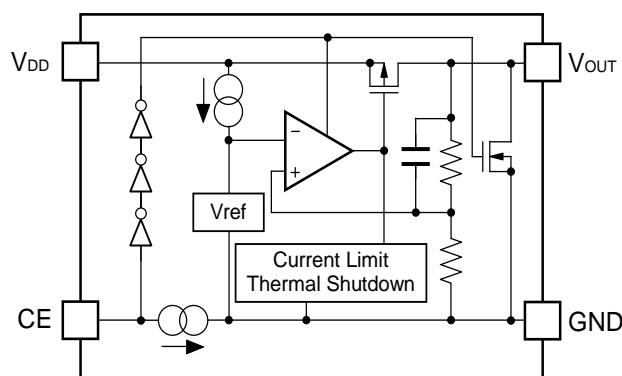 VDD
VOUT
−
+
Vref
Current Limit
Thermal Shutdown
CE
GND